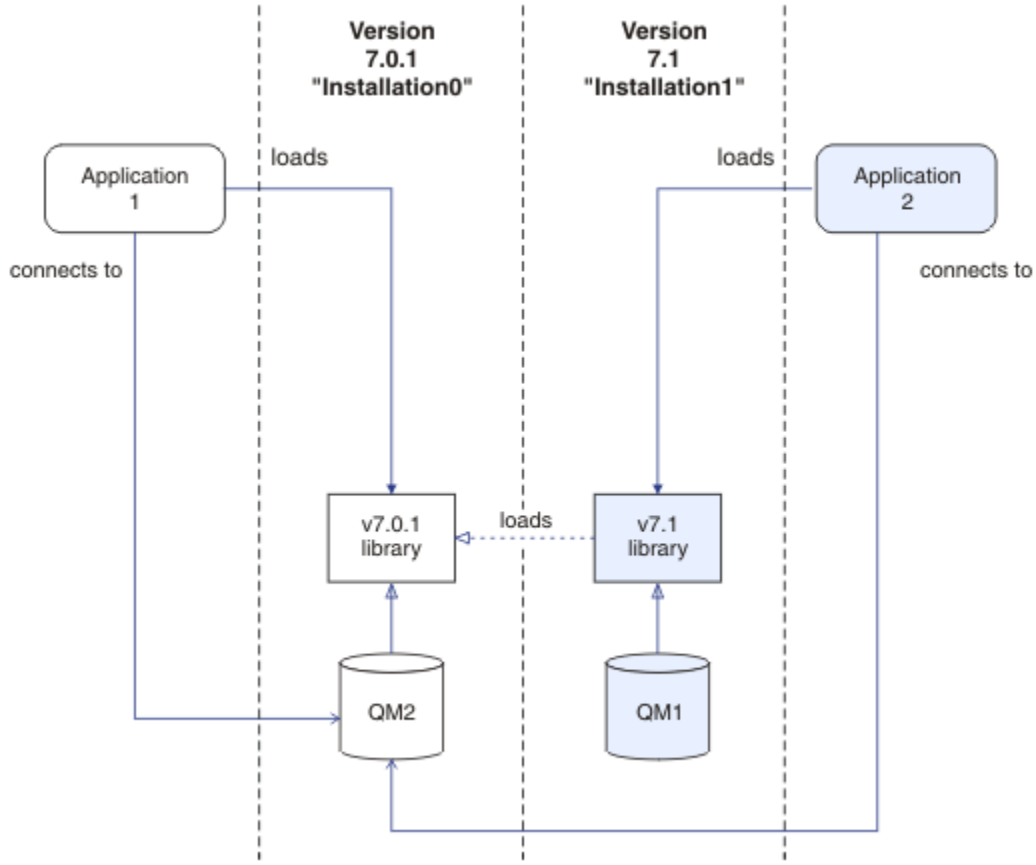 Version
7.0.1
"Installation0"
Version
7.1
"Installation1"
loads
loads
Application
1
Application
2
connects to
connects to
v7.0.1
library
loads
v7.1
library
QM2
QM1